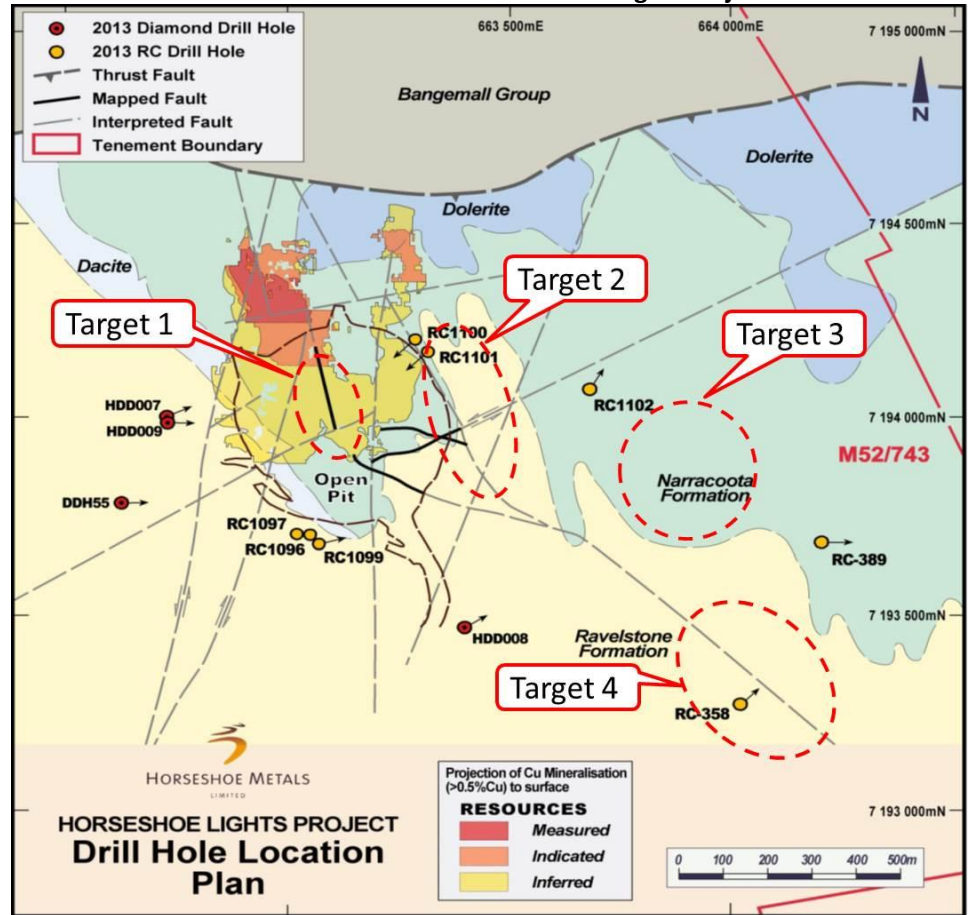 2013 Diamond Drill Hole
2013 RC Drill Hole
Thrust Fault
Mapped Fault
Interpreted Fault
Tenement Boundary
663 500mE
664 000mE
7 195 000mN
N
Bangemall Group
Dolerite
Dolerite
7 194 500mN
Dacite
Target 2
Target 1
Target 3
RC1100
RC1101
HDD007
HDD009
RC1102
7 194 000mN
M52/743
Open
Pit
Narracoota
Formation
DDH55
RC1097
RC1096
RC1099
RC-389
HDD008
7 193 500mN
Ravelstone
Formation
Target 4
RC-358
HORSESHOE METALS
LIMITED
HORSESHOE LIGHTS PROJECT
Drill Hole Location
Plan
Projection of Cu Mineralisation
(>0.5%Cu) to surface
RESOURCES
Measured
Indicated
Inferred
7 193 000mN
0 100 200 300 400 500m